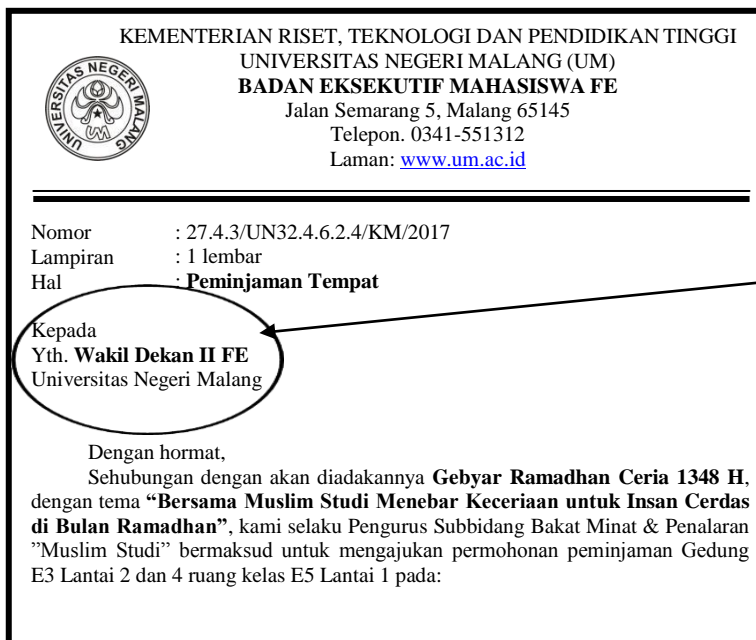 KEMENTERIAN RISET, TEKNOLOGI DAN PENDIDIKAN TINGGI
UNIVERSITAS NEGERI MALANG (UM)
BADAN EKSEKUTIF MAHASISWA FE
Jalan Semarang 5, Malang 65145
Telepon. 0341-551312
Laman: www.um.ac.id
UNIVERSITAS NEGERI MALANG
UM
Nomor : 27.4.3/UN32.4.6.2.4/KM/2017
Lampiran : 1 lembar
Hal : Peminjaman Tempat
Kepada
Yth. Wakil Dekan II FE
Universitas Negeri Malang
Dengan hormat,
Sehubungan dengan akan diadakannya Gebyar Ramadhan Ceria 1348 H,
dengan tema “Bersama Muslim Studi Menebar Keceriaan untuk Insan Cerdas
di Bulan Ramadhan”, kami selaku Pengurus Subbidang Bakat Minat & Penalaran
”Muslim Studi” bermaksud untuk mengajukan permohonan peminjaman Gedung
E3 Lantai 2 dan 4 ruang kelas E5 Lantai 1 pada: